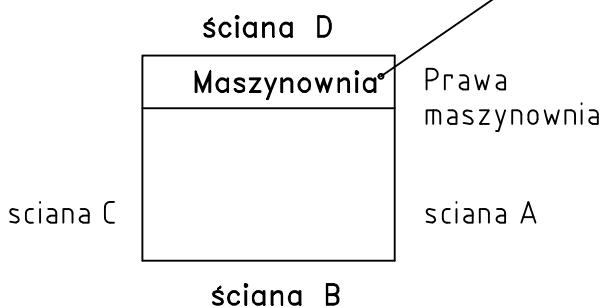 ściana D
Maszynownia
Prawa
maszynownia
sciana C
sciana A
ściana B